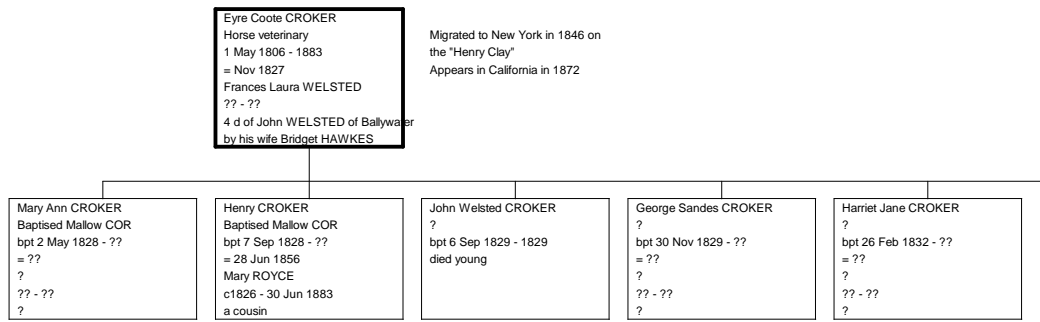 Eyre Coote CROKER
Horse veterinary
1 May 1806 - 1883
= Nov 1827
Frances Laura WELSTED
?? - ??
4 d of John WELSTED of Ballywater
by his wife Bridget HAWKES
Migrated to New York in 1846 on
the "Henry Clay"
Appears in California in 1872
Mary Ann CROKER
Baptised Mallow COR
bpt 2 May 1828 - ??
= ??
?
?? - ??
?
Henry CROKER
Baptised Mallow COR
bpt 7 Sep 1828 - ??
= 28 Jun 1856
Mary ROYCE
c1826 - 30 Jun 1883
a cousin
John Welsted CROKER
?
bpt 6 Sep 1829 - 1829
died young
George Sandes CROKER
?
bpt 30 Nov 1829 - ??
= ??
?
?? - ??
?
Harriet Jane CROKER
?
bpt 26 Feb 1832 - ??
= ??
?
?? - ??
?